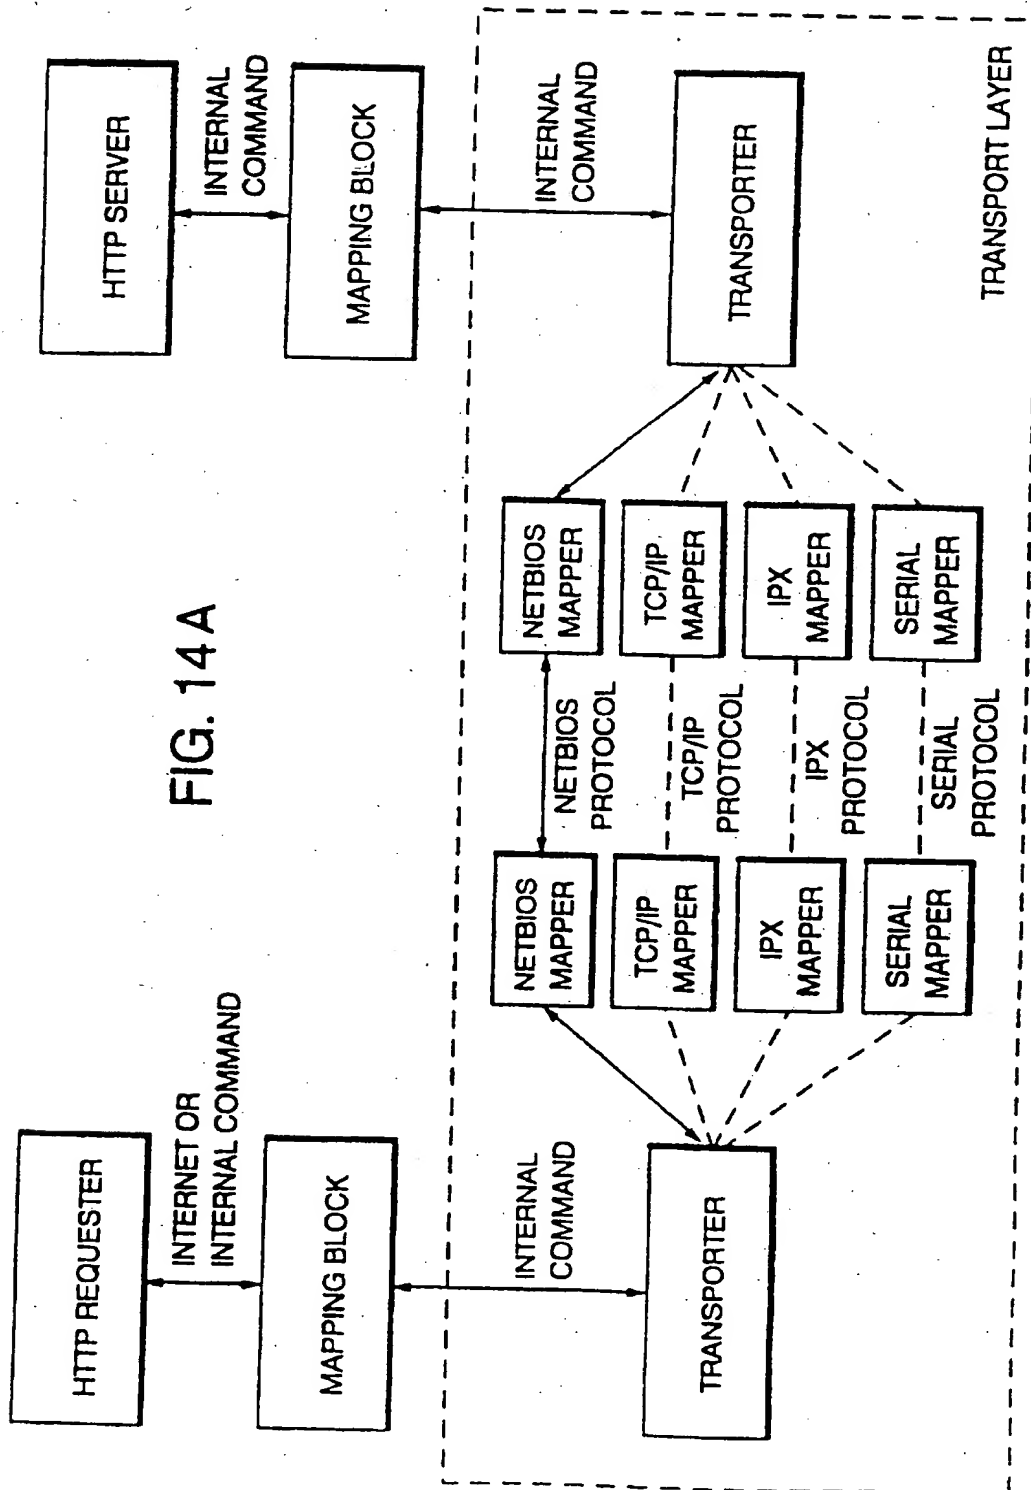 FIG. 14A
HTTP REQUESTER
INTERNET OR
INTERNAL COMMAND
MAPPING BLOCK
INTERNAL
COMMAND
TRANSPORTER
HTTP SERVER
INTERNAL
COMMAND
MAPPING BLOCK
INTERNAL
COMMAND
TRANSPORTER
NETBIOS
MAPPER
NETBIOS
PROTOCOL
NETBIOS
MAPPER
TCP/IP
MAPPER
TCP/IP
PROTOCOL
TCP/IP
MAPPER
IPX
MAPPER
IPX
PROTOCOL
IPX
MAPPER
SERIAL
MAPPER
SERIAL
PROTOCOL
SERIAL
MAPPER
TRANSPORT LAYER